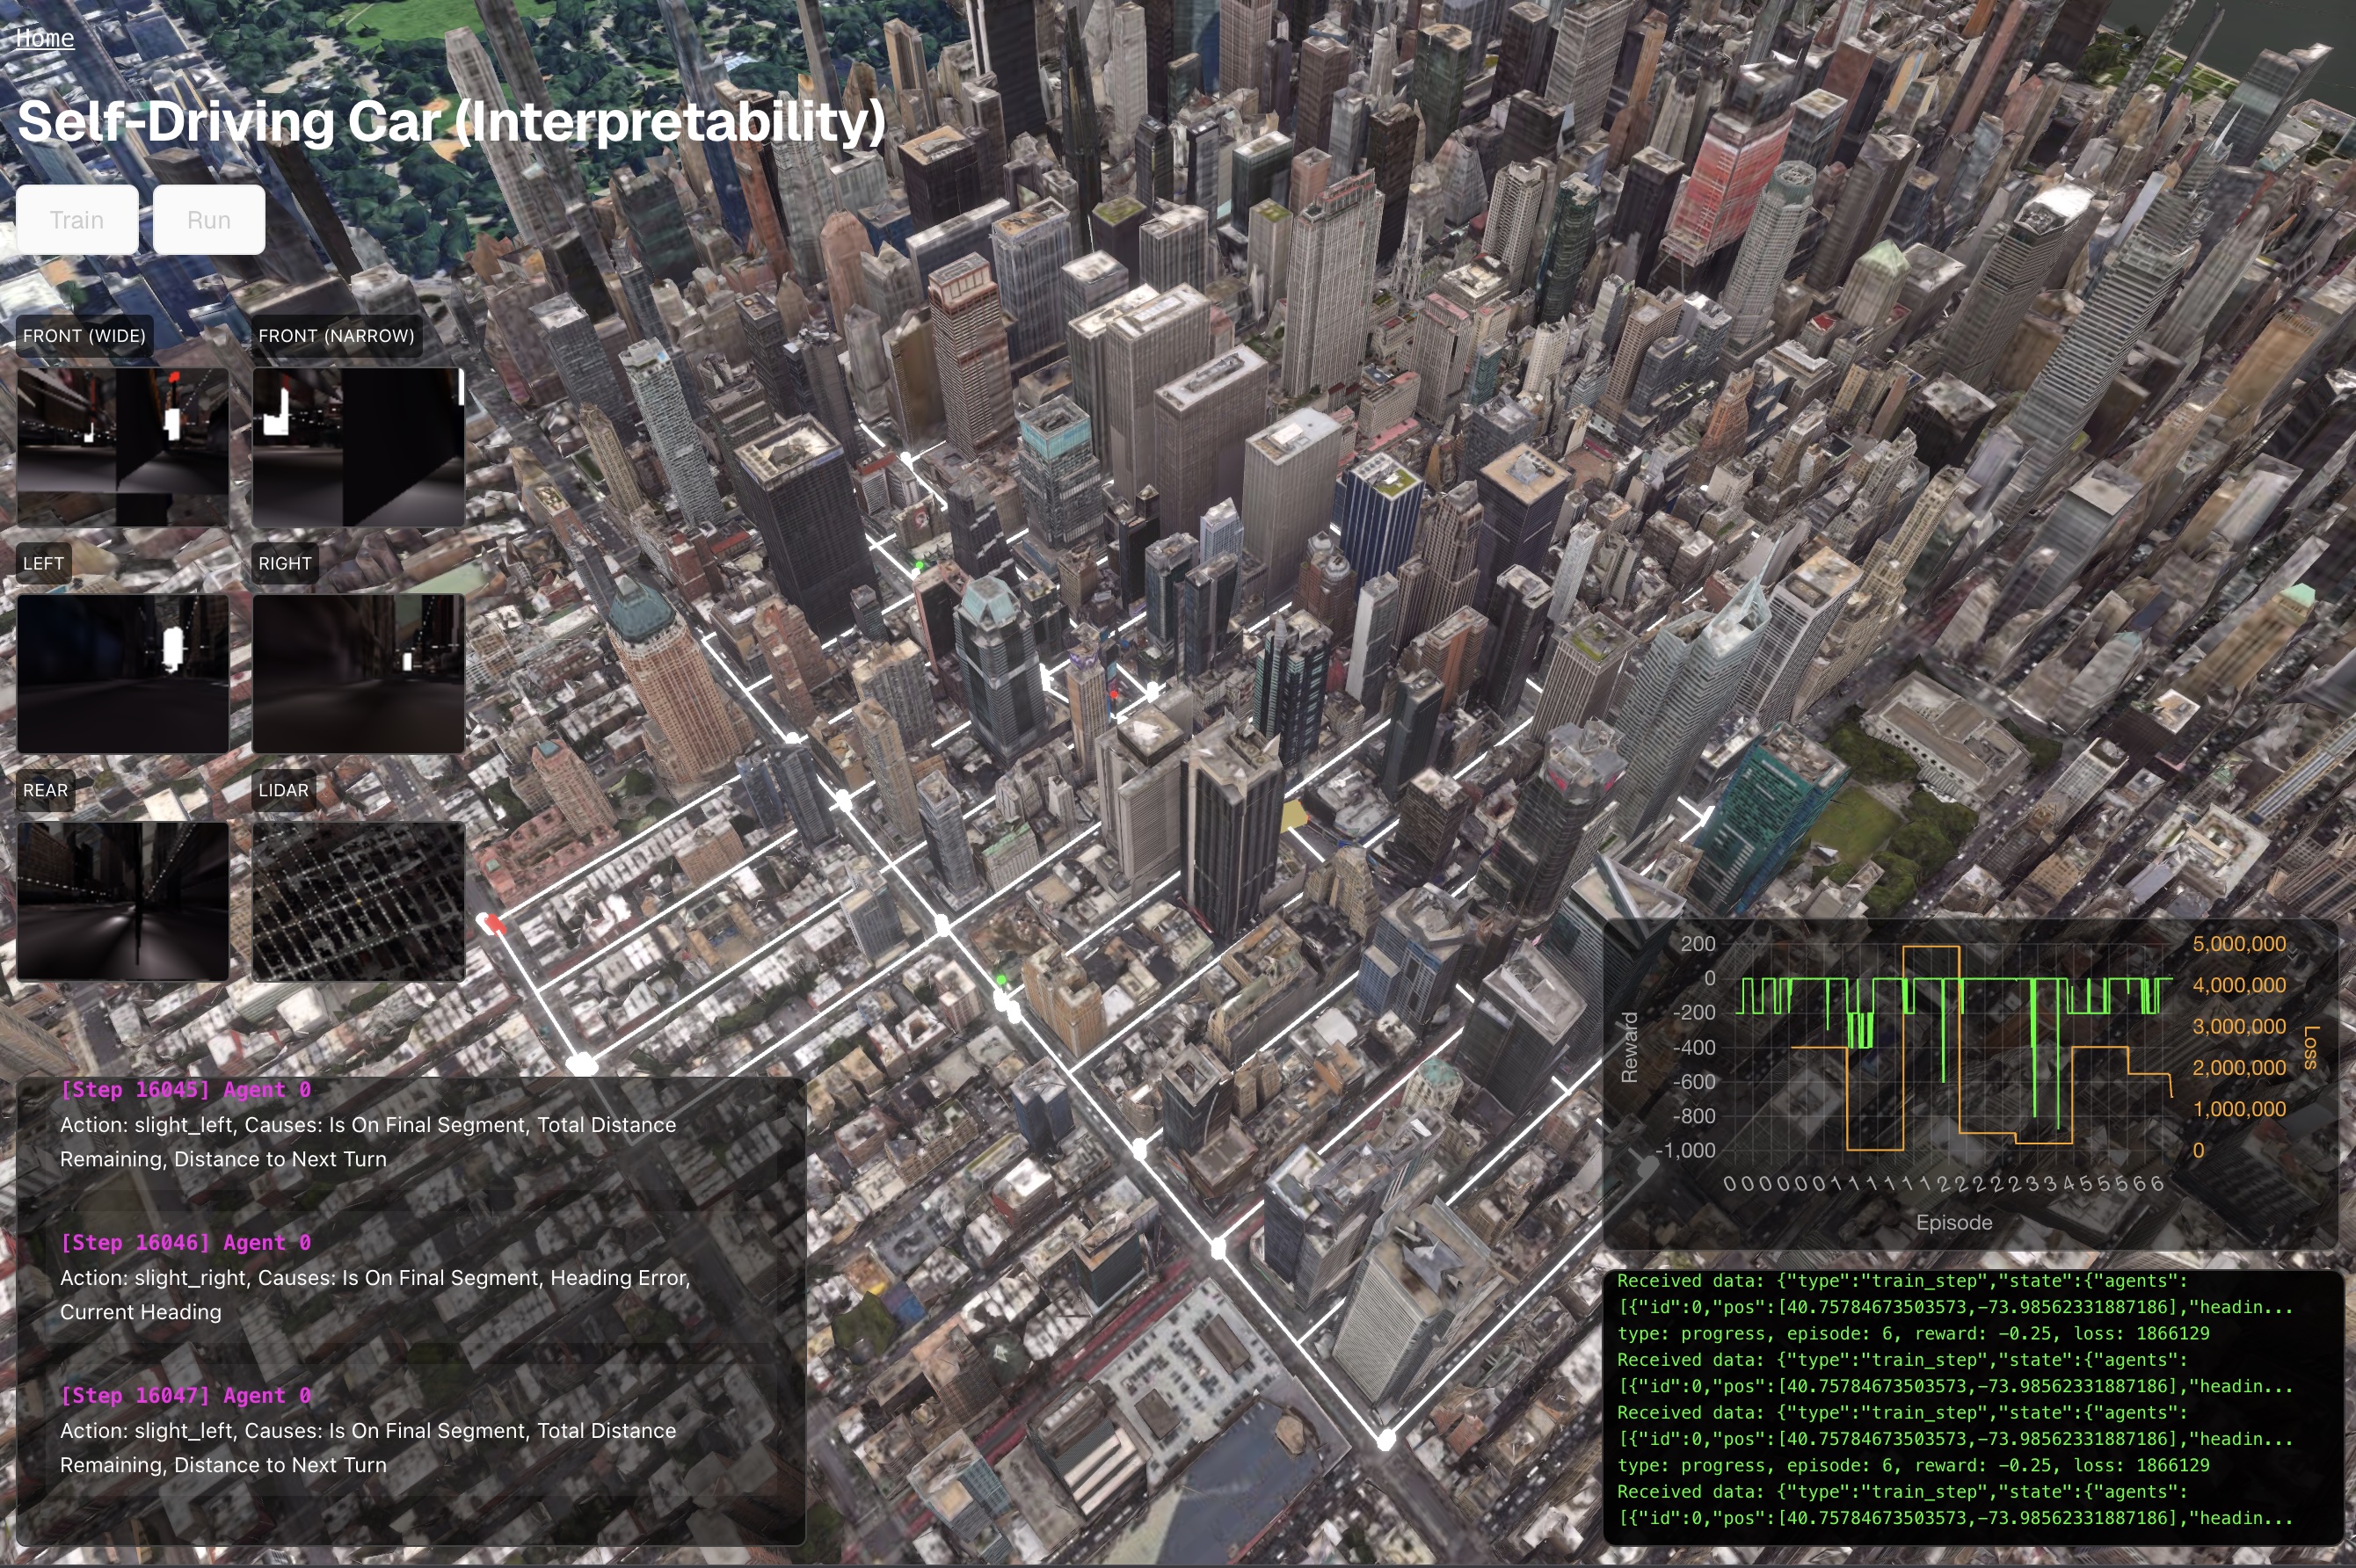 Home
Self-Driving Car (Interpretability)
Train
Run
FRONT (WIDE)
FRONT (NARROW)
LEFT
RIGHT
REAR
LIDAR
[Step 16045] Agent 0
Action: slight_left, Causes: Is On Final Segment, Total Distance
Remaining, Distance to Next Turn
[Step 16046] Agent 0
Action: slight_right, Causes: Is On Final Segment, Heading Error,
Current Heading
[Step 16047] Agent 0
Action: slight_left, Causes: Is On Final Segment, Total Distance
Remaining, Distance to Next Turn
Reward
200
0
-200
-400
-600
-800
-1,000
5,000,000
4,000,000
3,000,000
2,000,000
1,000,000
0
Loss
0 0 0 0 0 0 1 1 1 1 1 1 2 2 2 2 2 3 3 4 5 5 5 6 6
Episode
Received data: {"type":"train_step","state":{"agents":
[{"id":0,"pos":[40.75784673503573,-73.98562331887186],"headin...
type: progress, episode: 6, reward: -0.25, loss: 1866129
Received data: {"type":"train_step","state":{"agents":
[{"id":0,"pos":[40.75784673503573,-73.98562331887186],"headin...
Received data: {"type":"train_step","state":{"agents":
[{"id":0,"pos":[40.75784673503573,-73.98562331887186],"headin...
type: progress, episode: 6, reward: -0.25, loss: 1866129
Received data: {"type":"train_step","state":{"agents":
[{"id":0,"pos":[40.75784673503573,-73.98562331887186],"headin...